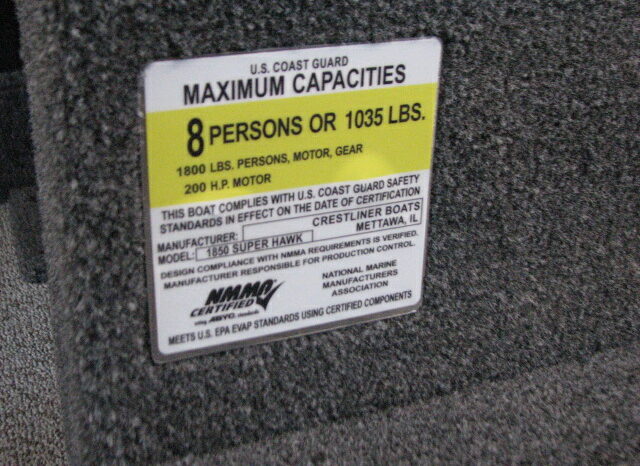 U.S. COAST GUARD
MAXIMUM CAPACITIES
8 PERSONS OR 1035 LBS.
1800 LBS. PERSONS, MOTOR, GEAR
200 H.P. MOTOR
THIS BOAT COMPLIES WITH U.S. COAST GUARD SAFETY
STANDARDS IN EFFECT ON THE DATE OF CERTIFICATION
MANUFACTURER: CRESTLINER BOATS
METTAWA, IL
MODEL: 1850 SUPER HAWK
DESIGN COMPLIANCE WITH NMMA REQUIREMENTS IS VERIFIED.
MANUFACTURER RESPONSIBLE FOR PRODUCTION CONTROL.
NMMA
CERTIFIED
using ABYC standards
NATIONAL MARINE
MANUFACTURERS
ASSOCIATION
MEETS U.S. EPA EVAP STANDARDS USING CERTIFIED COMPONENTS